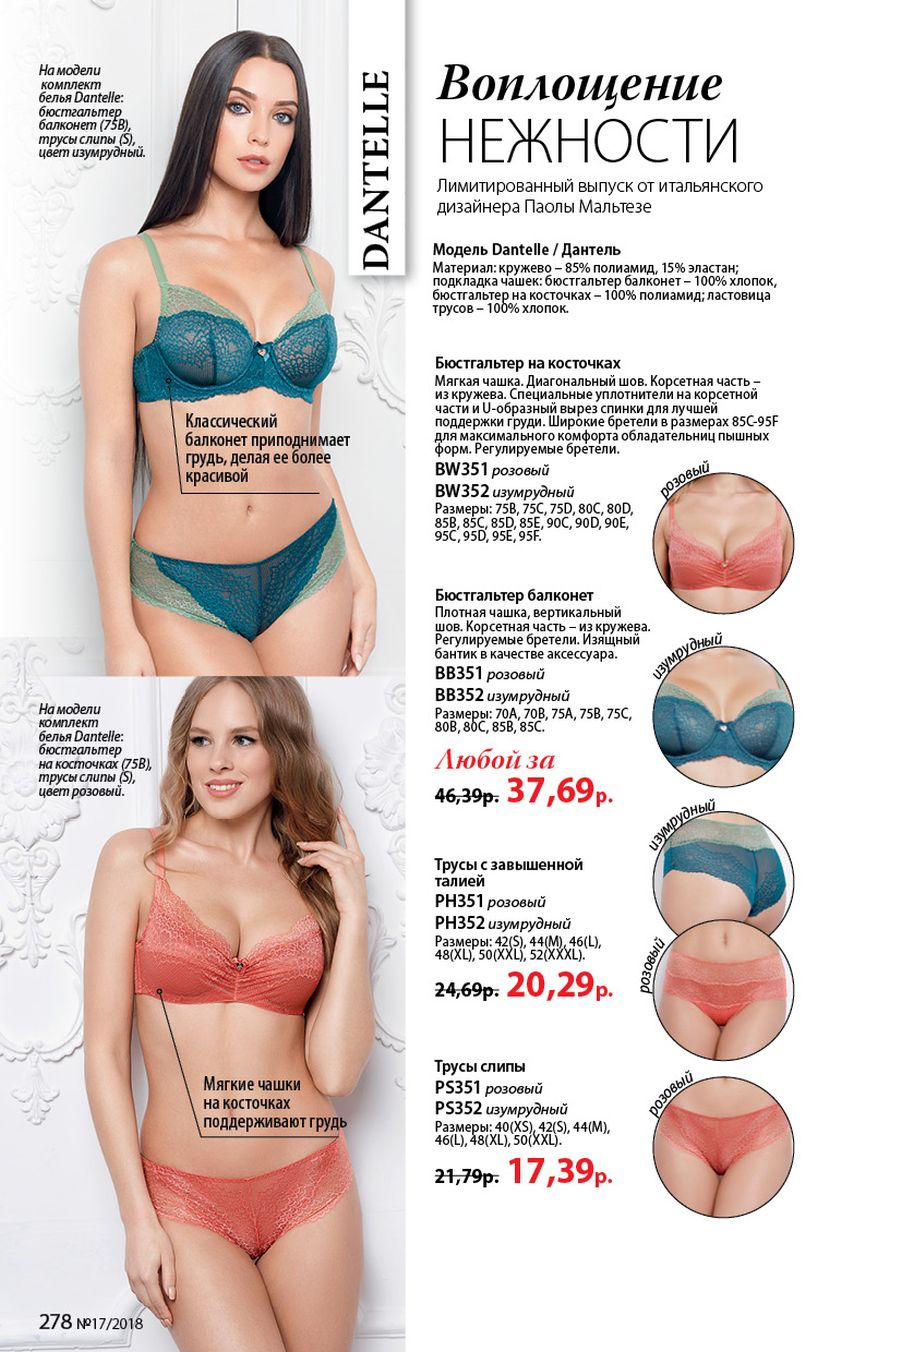 На модели
комплект
белья Dantelle:
бюстгальтер
балконет (75В),
трусы слипы (S),
цвет изумрудный.
DANTELLE
Воплощение
НЕЖНОСТИ
Лимитированный выпуск от итальянского
дизайнера Паолы Мальтезе
Модель Dantelle / Дантель
Материал: кружево – 85% полиамид, 15% эластан;
подкладка чашек: бюстгальтер балконет – 100% хлопок,
бюстгальтер на косточках – 100% полиамид; ластовица
трусов – 100% хлопок.
Классический
балконет приподнимает
грудь, делая ее более
красивой
Бюстгальтер на косточках
Мягкая чашка. Диагональный шов. Корсетная часть –
из кружева. Специальные уплотнители на корсетной
части и U-образный вырез спинки для лучшей
поддержки груди. Широкие бретели в размерах 85С-95F
для максимального комфорта обладательниц пышных
форм. Регулируемые бретели.
BW351 розовый
BW352 изумрудный
Размеры: 75B, 75C, 75D, 80C, 80D,
85B, 85C, 85D, 85E, 90C, 90D, 90E,
95C, 95D, 95E, 95F.
розовый
Бюстгальтер балконет
Плотная чашка, вертикальный
шов. Корсетная часть – из кружева.
Регулируемые бретели. Изящный
бантик в качестве аксессуара.
BB351 розовый
BB352 изумрудный
Размеры: 70A, 70B, 75A, 75B, 75C,
80B, 80C, 85B, 85C.
изумрудный
Любой за
46,39р. 37,69р.
На модели
комплект
белья Dantelle:
бюстгальтер
на косточках (75В),
трусы слипы (S),
цвет розовый.
Мягкие чашки
на косточках
поддерживают грудь
Трусы с завышенной
талией
PH351 розовый
PH352 изумрудный
Размеры: 42(S), 44(M), 46(L),
48(XL), 50(XXL), 52(XXXL).
24,69р. 20,29р.
изумрудный
розовый
Трусы слипы
PS351 розовый
PS352 изумрудный
Размеры: 40(XS), 42(S), 44(M),
46(L), 48(XL), 50(XXL).
21,79р. 17,39р.
розовый
278 №17/2018